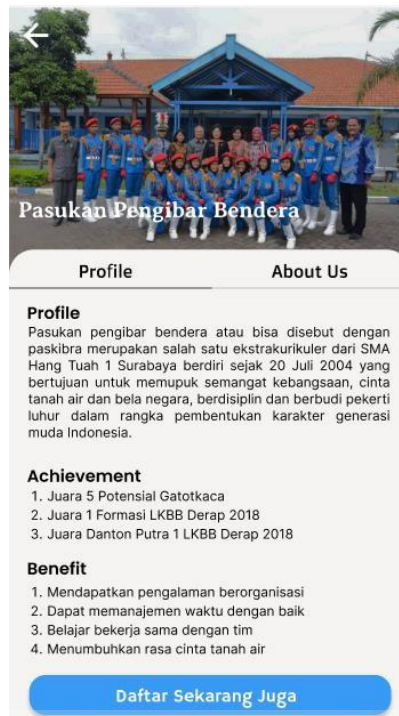 Pasukan Pengibar Bendera
Profile
About Us
Profile
Pasukan pengibar bendera atau bisa disebut dengan
paskibra merupakan salah satu ekstrakurikuler dari SMA
Hang Tuah 1 Surabaya berdiri sejak 20 Juli 2004 yang
bertujuan untuk memupuk semangat kebangsaan, cinta
tanah air dan bela negara, berdisiplin dan berbudi pekerti
luhur dalam rangka pembentukan karakter generasi
muda Indonesia.
Achievement
1. Juara 5 Potensial Gatotkaca
2. Juara 1 Formasi LKBB Derap 2018
3. Juara Danton Putra 1 LKBB Derap 2018
Benefit
1. Mendapatkan pengalaman berorganisasi
2. Dapat memanajemen waktu dengan baik
3. Belajar bekerja sama dengan tim
4. Menumbuhkan rasa cinta tanah air
Daftar Sekarang Juga